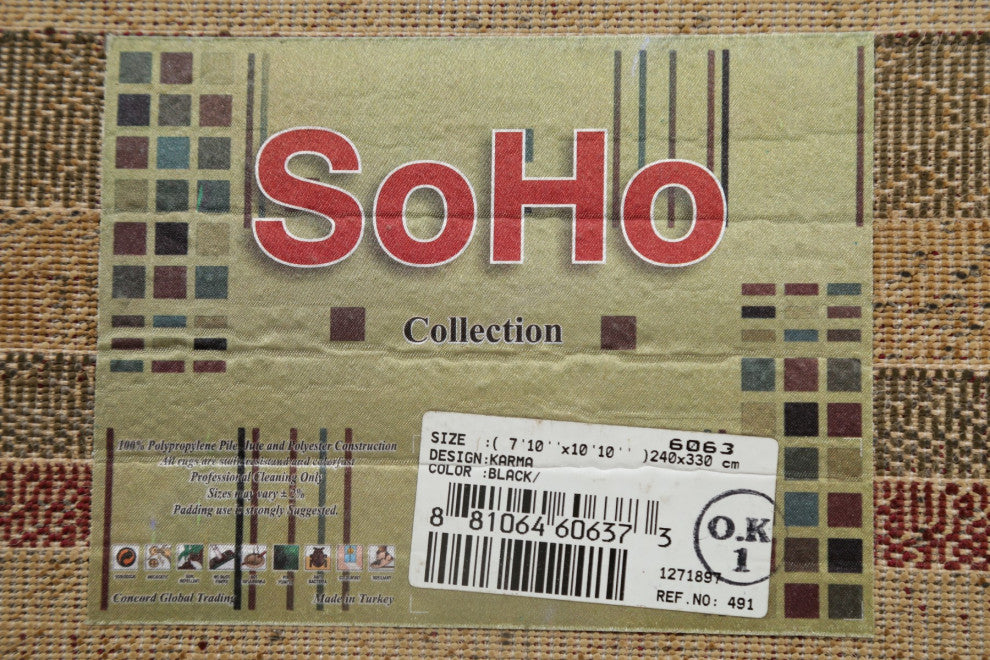 SoHo
Collection
100% Polypropylene Pile, Jute and Polyester Construction
All rugs are stain resistand and colorfast
Professional Cleaning Only
Sizes may vary ± 2%
Padding use is strongly Suggested.
Concord Global Trading
Made in Turkey
SIZE :( 7'10''x10'10'' )240x330 cm
6063
DESIGN:KARMA
COLOR :BLACK/
8 81064 60637 3
O.K
1
1271897
REF.NO: 491